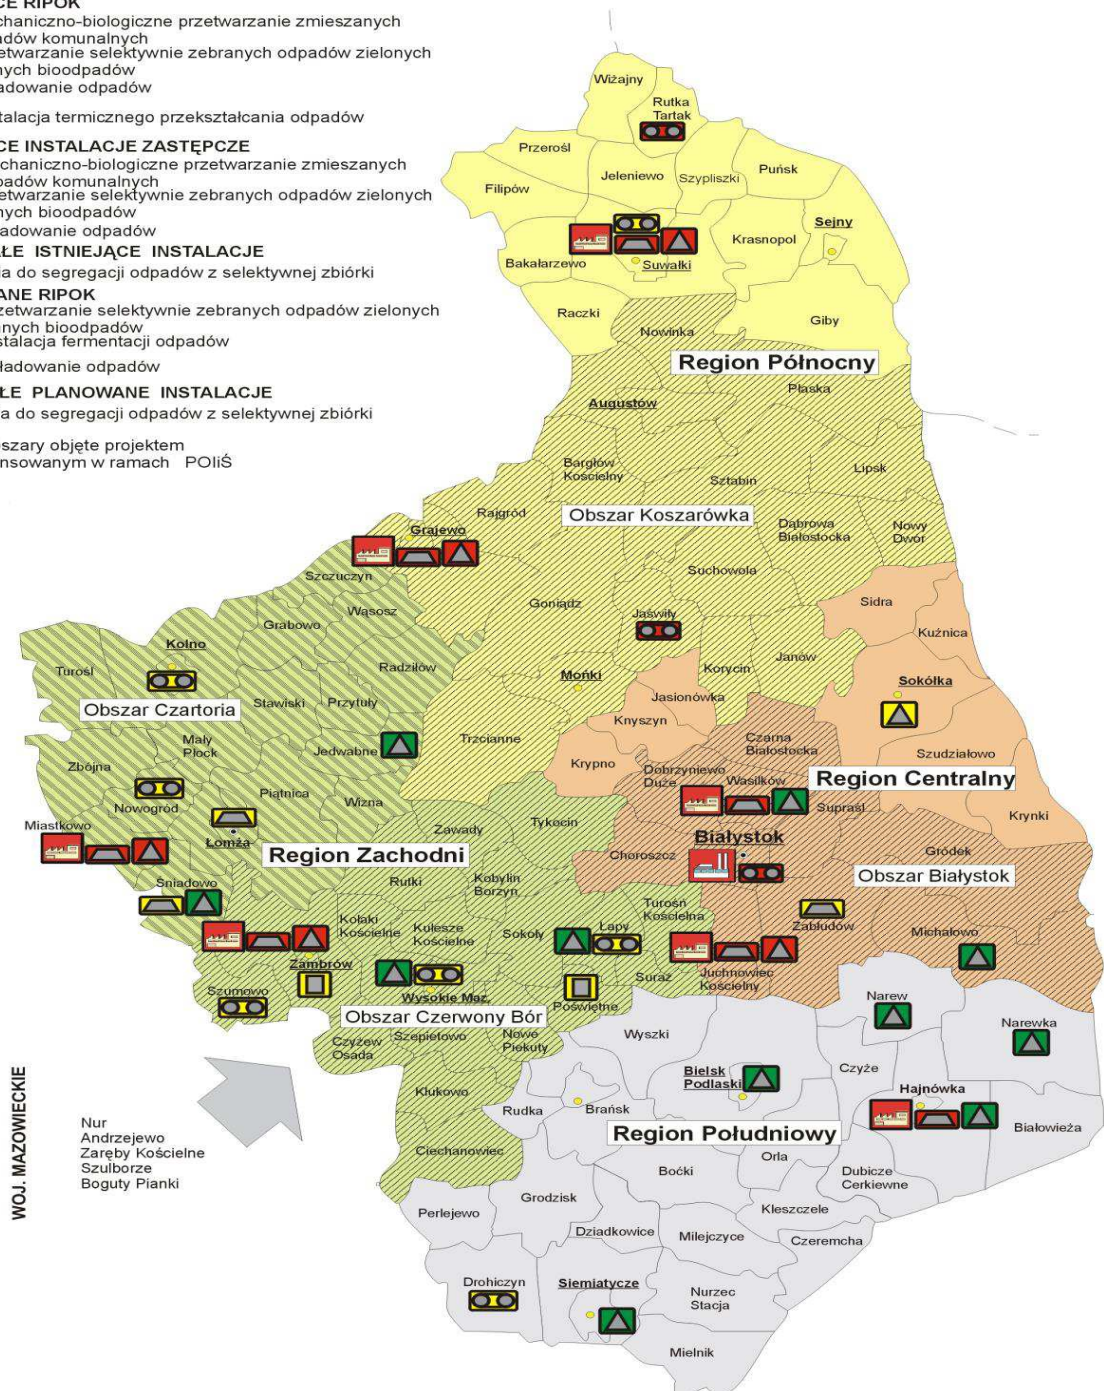 CE RIPOK
chaniczno-biologiczne przetwarzanie zmieszanych
adów komunalnych
etwarzanie selektywnie zebranych odpadów zielonych
nych bioodpadów
adowanie odpadów
talacja termicznego przekształcania odpadów
CE INSTALACJE ZASTĘPCZE
chaniczno-biologiczne przetwarzanie zmieszanych
padów komunalnych
etwarzanie selektywnie zebranych odpadów zielonych
nych bioodpadów
adowanie odpadów
AŁE ISTNIEJĄCE INSTALACJE
ia do segregacji odpadów z selektywnej zbiórki
ANE RIPOK
zetwarzanie selektywnie zebranych odpadów zielonych
anych bioodpadów
stalacja fermentacji odpadów
kładowanie odpadów
AŁE PLANOWANE INSTALACJE
ia do segregacji odpadów z selektywnej zbiórki
szary objęte projektem
nsowanym w ramach POIiŚ
Wiżajny
Rutka
Tartak
Przerośl
Jeleniewo
Szypliszki
Puńsk
Filipów
Sejny
Krasnopol
Bakałarzewo
Suwałki
Raczki
Giby
Nowinka
Region Północny
Płaska
Augustów
Bargłów
Kościelny
Lipsk
Sztabin
Rajgród
Obszar Koszarówka
Dąbrowa
Białostocka
Nowy
Dwór
Grajewo
Szczuczyn
Suchowola
Goniądz
Jaświły
Sidra
Wąsosz
Grabowo
Kuźnica
Kolno
Turośl
Radziłów
Mońki
Korycin
Janów
Sokółka
Obszar Czartoria
Stawiski
Przytuły
Jasionówka
Knyszyn
Mały
Płock
Jedwabne
Trzcianne
Czarna
Białostocka
Szudziałowo
Zbójna
Krypno
Dobrzyniewo
Duże
Wasilków
Region Centralny
Nowogród
Piątnica
Wizna
Supraśl
Krynki
Miastkowo
Łomża
Zawady
Tykocin
Białystok
Region Zachodni
Choroszcz
Gródek
Obszar Białystok
Śniadowo
Rutki
Kobylin
Borzyn
Turośń
Kościelna
Kołaki
Kościelne
Kulesze
Kościelne
Sokoły
Łapy
Zabłudów
Michałowo
Zambrów
Suraż
Juchnowiec
Kościelny
Szumowo
Wysokie Maz.
Poświętne
Narew
Obszar Czerwony Bór
Narewka
Wyszki
Szepietowo
Nowe
Piekuty
Czyżew
Osada
Czyże
Bielsk
Podlaski
Hajnówka
Klukowo
Rudka
Brańsk
Białowieża
Region Południowy
Ciechanowiec
Orla
Boćki
Dubicze
Cerkiewne
Grodzisk
Perlejewo
Kleszczele
Dziadkowice
Milejczyce
Czeremcha
Drohiczyn
Siemiatycze
Nurzec
Stacja
Mielnik
WOJ. MAZOWIECKIE
Nur
Andrzejewo
Zaręby Kościelne
Szulborze
Boguty Pianki